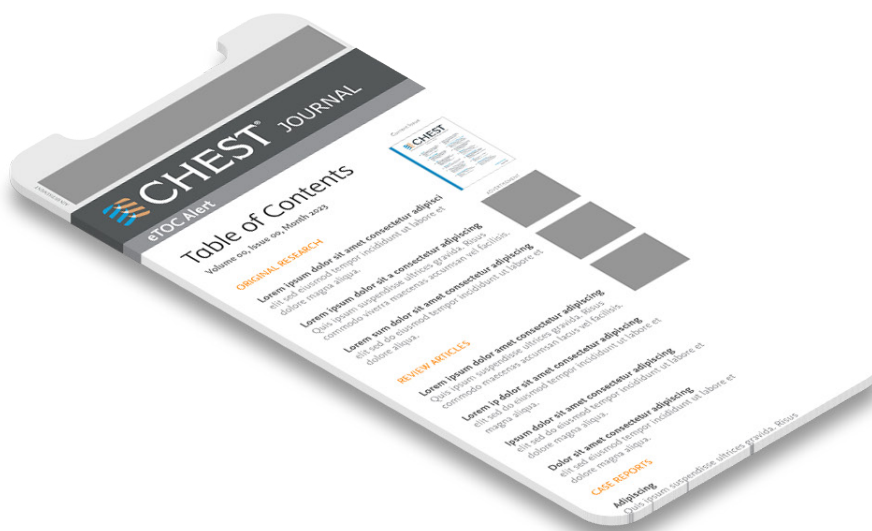 ADVERTISEMENT
CHEST® JOURNAL
eTOC Alert
Table of Contents
Volume 00, Issue 00, Month 2023
Current Issue
CHEST
ADVERTISEMENT
ORIGINAL RESEARCH
Lorem ipsum dolor sit amet consectetur adipisci
elit sed eiusmod tempor incididunt ut labore et
dolore magna aliqua.
Lorem ipsum dolor sit a consectetur adipiscing
Quis ipsum suspendisse ultrices gravida. Risus
commodo viverra maecenas accumsan vel facilisis.
Lorem sum dolor sit amet consectetur adipiscing
elit sed do eiusmod tempor incididunt ut labore et
dolore aliqua.
REVIEW ARTICLES
Lorem ipsum dolor amet consectetur adipiscing
Quis ipsum suspendisse ultrices gravida. Risus
commodo maecenas accumsan lacus vel facilisis.
Lorem ip dolor sit amet consectetur adipiscing
elit sed do eiusmod tempor incididunt ut labore et
magna aliqua.
Ipsum dolor sit amet consectetur adipiscing
elit sed do eiusmod tempor incididunt ut labore et
dolore magna aliqua.
Dolor sit amet consectetur adipiscing
elit sed eiusmod tempor incididunt ut labore et
dolore magna aliqua.
CASE REPORTS
Adipiscing
Quis ipsum suspendisse ultrices gravida. Risus